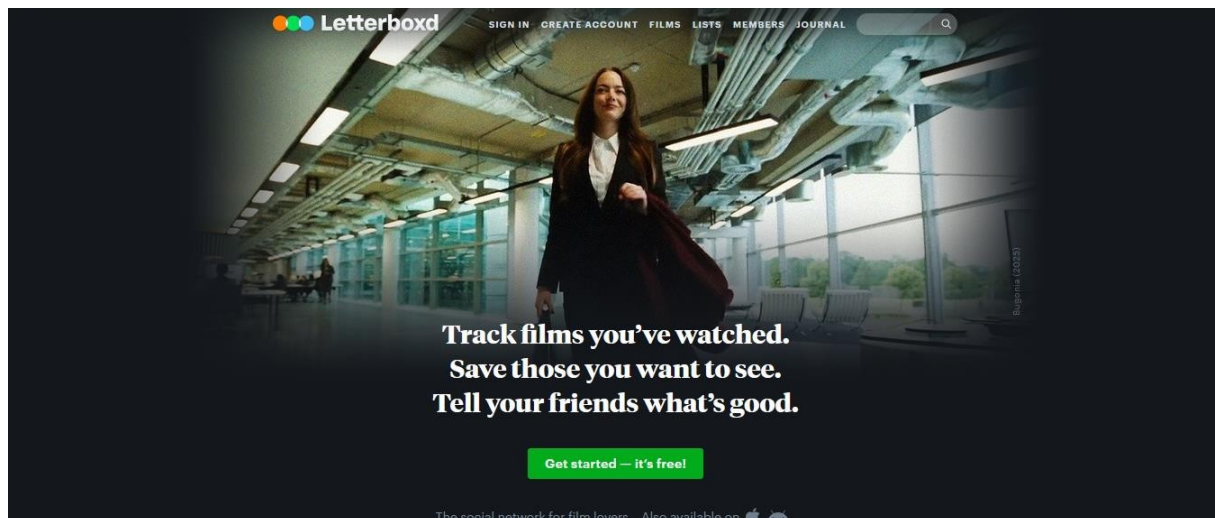 Letterboxd
SIGN IN CREATE ACCOUNT FILMS LISTS MEMBERS JOURNAL
Bugonia (2025)
Track films you’ve watched.
Save those you want to see.
Tell your friends what’s good.
Get started — it’s free!
The social network for film lovers. Also available on